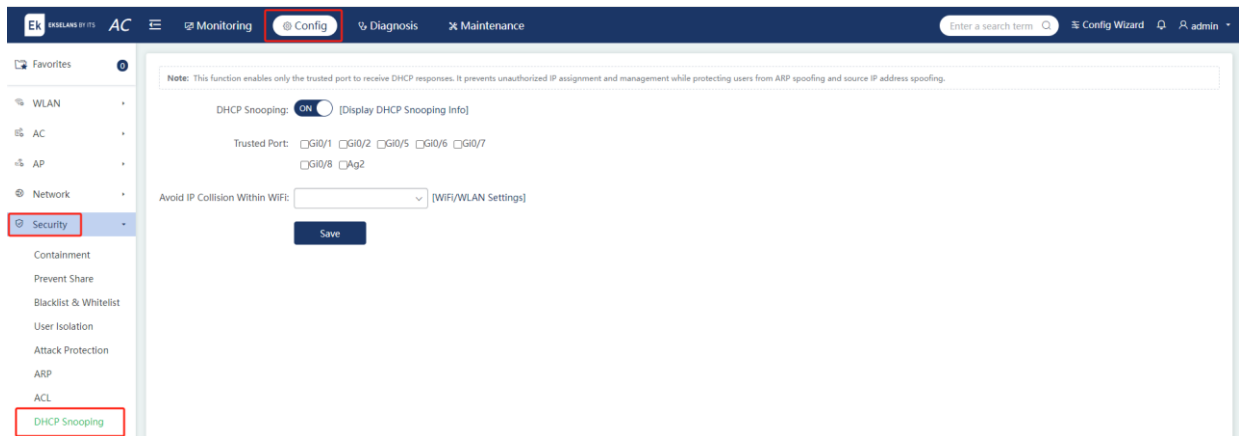 Ek EKSELANS BY ITS AC Monitoring Config Diagnosis Maintenance Enter a search term Config Wizard admin
Favorites 0
WLAN
AC
AP
Network
Security
Containment
Prevent Share
Blacklist & Whitelist
User Isolation
Attack Protection
ARP
ACL
DHCP Snooping
Note: This function enables only the trusted port to receive DHCP responses. It prevents unauthorized IP assignment and management while protecting users from ARP spoofing and source IP address spoofing.
DHCP Snooping: ON [Display DHCP Snooping Info]
Trusted Port: Gi0/1 Gi0/2 Gi0/5 Gi0/6 Gi0/7
Gi0/8 Ag2
Avoid IP Collision Within WiFi: [WiFi/WLAN Settings]
Save